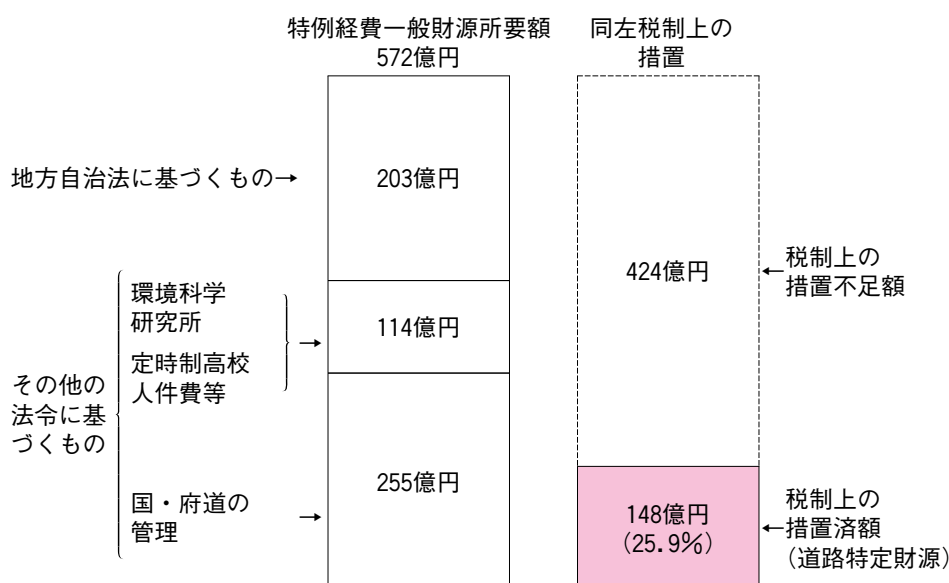 特例経費一般財源所要額
572億円
同左税制上の
措置
地方自治法に基づくもの→
203億円
424億円
←税制上の
措置不足額
その他の
法令に基
づくもの
環境科学
研究所
定時制高校
人件費等
→
114億円
国・府道の
管理
→
255億円
148億円
(25.9%)
←税制上の
措置済額
(道路特定財源)